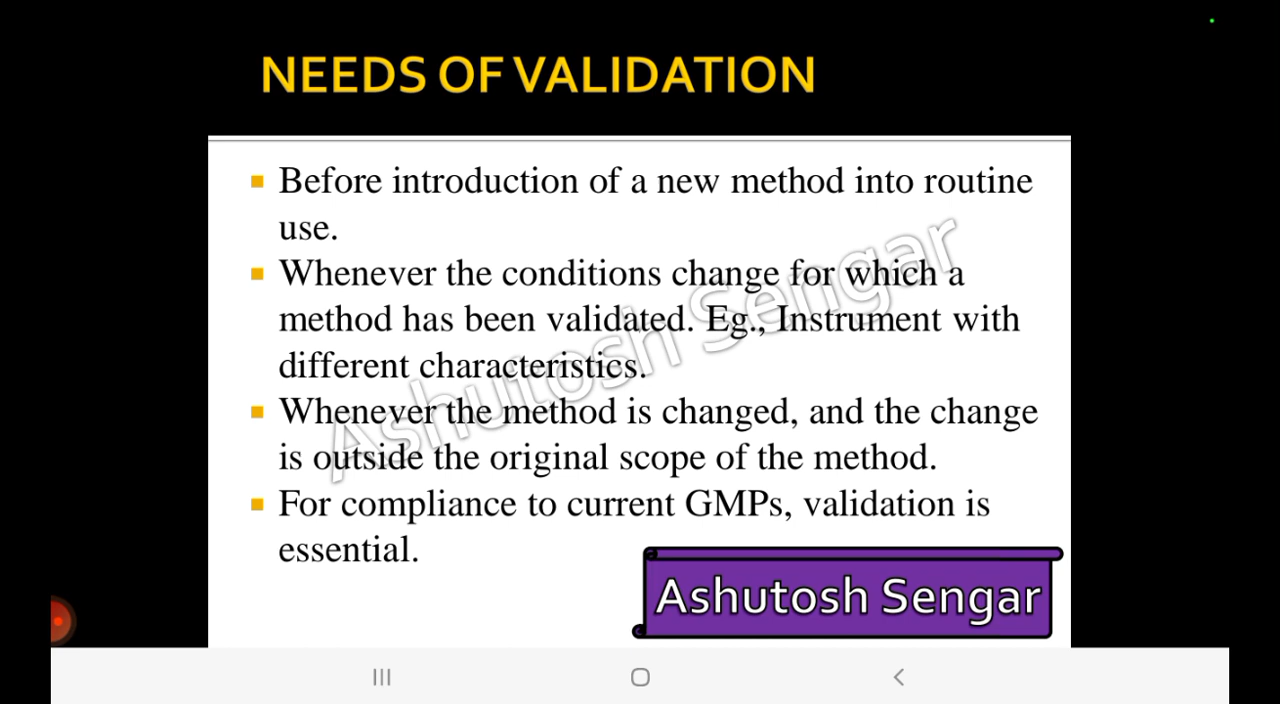 NEEDS OF VALIDATION
Before introduction of a new method into routine
use.
Whenever the conditions change for which a
method has been validated. Eg., Instrument with
different characteristics.
Whenever the method is changed, and the change
is outside the original scope of the method.
For compliance to current GMPs, validation is
essential.
Ashutosh Sengar
Ashutosh Sengar